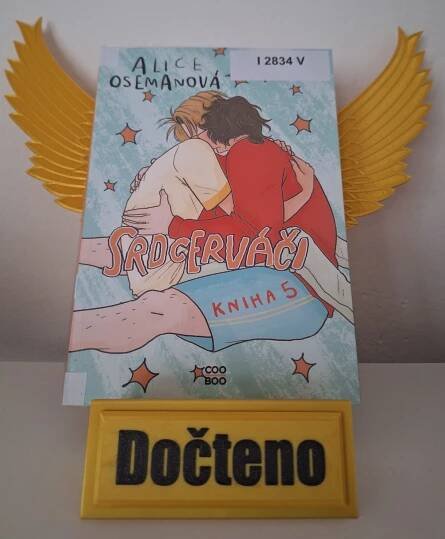 I 2834 V
ALICE
OSEMANOVÁ
SRDCERVÁČI
KNIHA 5
COO
BOO
Dočteno